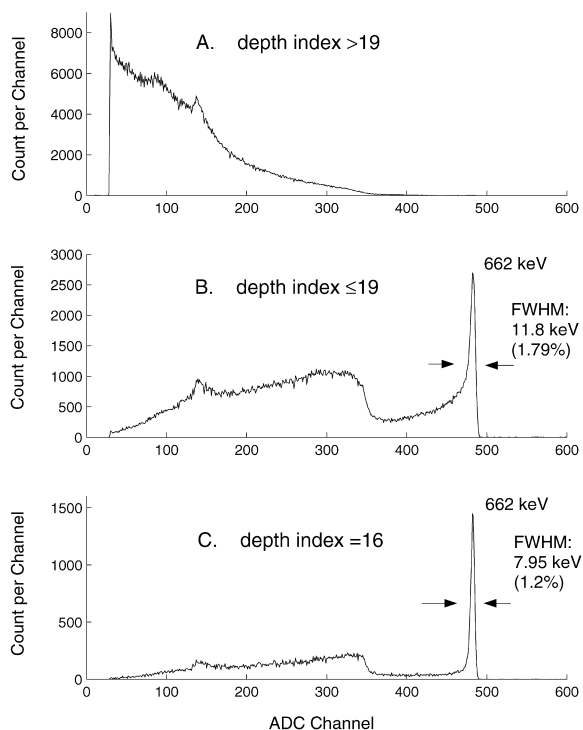 A. depth index >19
Count per Channel
8000
6000
4000
2000
0
0 100 200 300 400 500 600
B. depth index ≤19
Count per Channel
3000
2500
2000
1500
1000
500
0
662 keV
FWHM:
11.8 keV
(1.79%)
0 100 200 300 400 500 600
C. depth index =16
Count per Channel
1500
1000
500
0
662 keV
FWHM:
7.95 keV
(1.2%)
0 100 200 300 400 500 600
ADC Channel